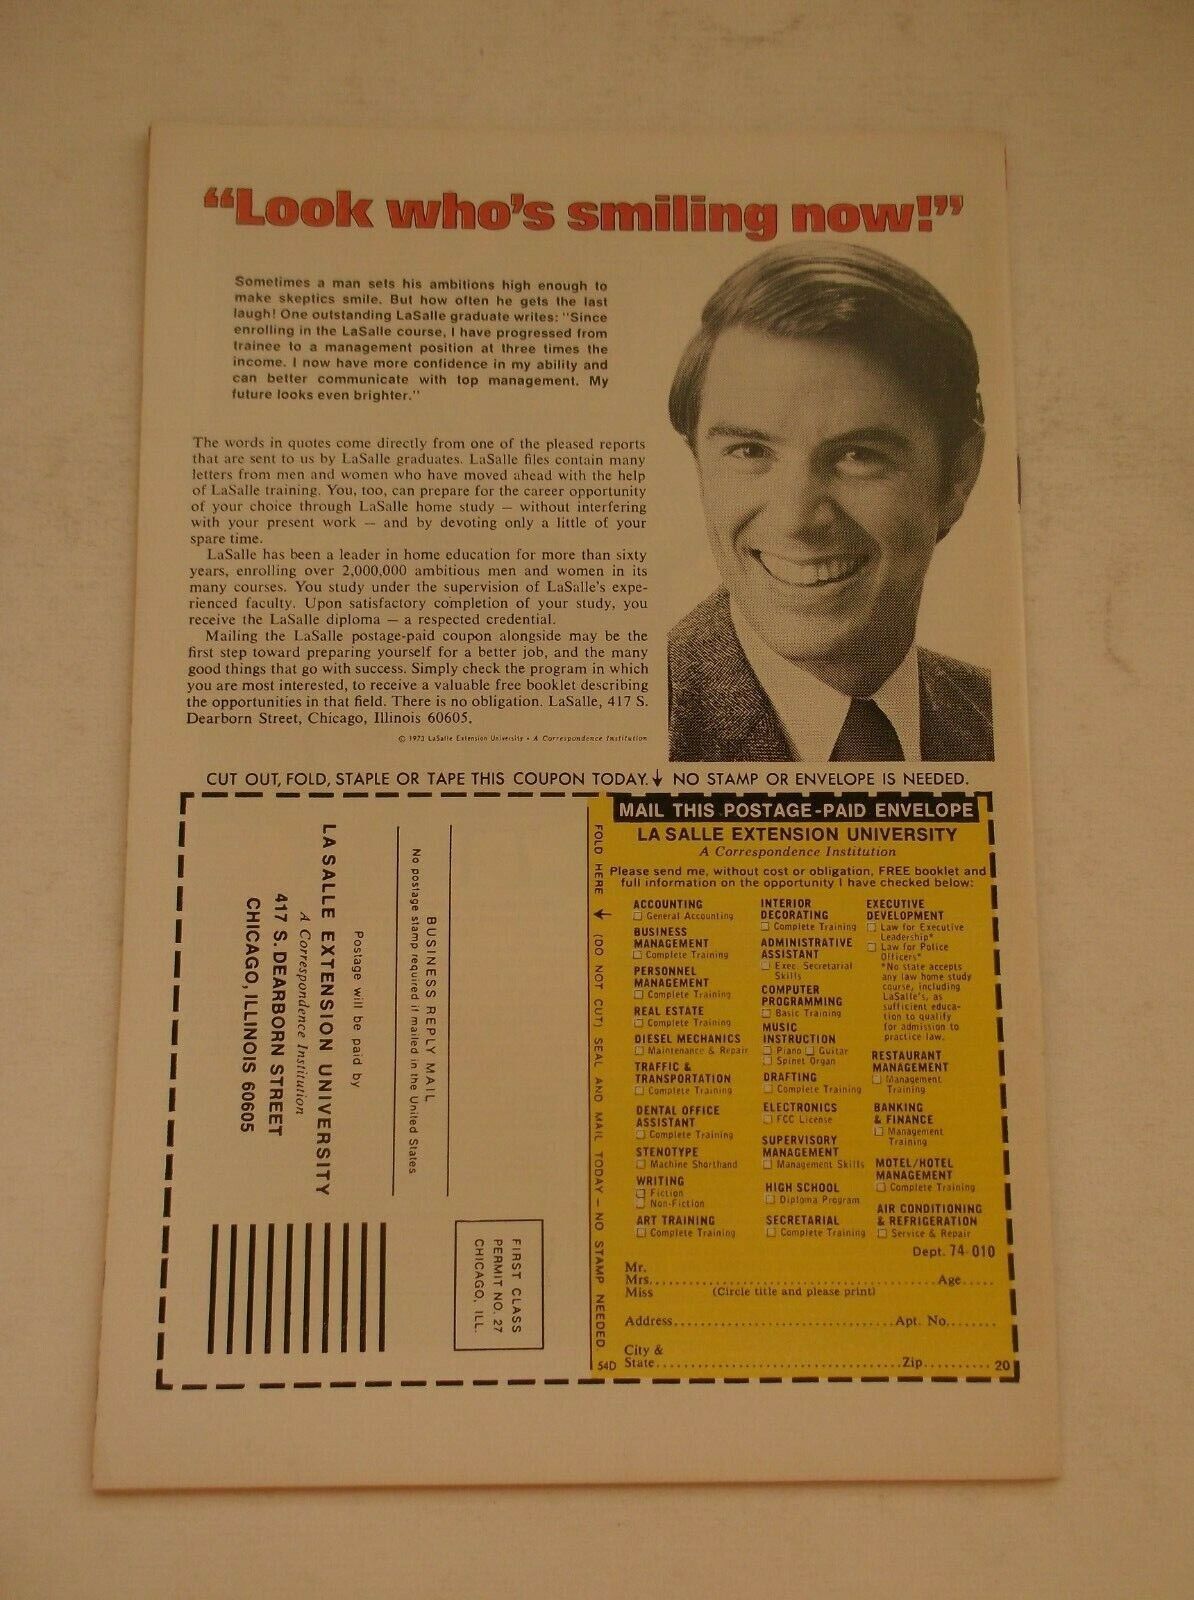 “Look who’s smiling now!”
Sometimes a man sets his ambitions high enough to
make skeptics smile. But how often he gets the last
laugh! One outstanding LaSalle graduate writes: "Since
enrolling in the LaSalle course, I have progressed from
trainee to a management position at three times the
income. I now have more confidence in my ability and
can better communicate with top management. My
future looks even brighter."
The words in quotes come directly from one of the pleased reports
that are sent to us by LaSalle graduates. LaSalle files contain many
letters from men and women who have moved ahead with the help
of LaSalle training. You, too, can prepare for the career opportunity
of your choice through LaSalle home study — without interfering
with your present work — and by devoting only a little of your
spare time.
LaSalle has been a leader in home education for more than sixty
years, enrolling over 2,000,000 ambitious men and women in its
many courses. You study under the supervision of LaSalle's expe-
rienced faculty. Upon satisfactory completion of your study, you
receive the LaSalle diploma — a respected credential.
Mailing the LaSalle postage-paid coupon alongside may be the
first step toward preparing yourself for a better job, and the many
good things that go with success. Simply check the program in which
you are most interested, to receive a valuable free booklet describing
the opportunities in that field. There is no obligation. LaSalle, 417 S.
Dearborn Street, Chicago, Illinois 60605.
© 1973 LaSalle Extension University • A Correspondence Institution
CUT OUT, FOLD, STAPLE OR TAPE THIS COUPON TODAY. ↓ NO STAMP OR ENVELOPE IS NEEDED.
FIRST CLASS
PERMIT NO. 27
CHICAGO, ILL.
BUSINESS REPLY MAIL
No postage stamp required if mailed in the United States
Postage will be paid by
LA SALLE EXTENSION UNIVERSITY
A Correspondence Institution
417 S. DEARBORN STREET
CHICAGO, ILLINOIS 60605
FOLD HERE ← (DO NOT CUT) SEAL AND MAIL TODAY — NO STAMP NEEDED
54D
MAIL THIS POSTAGE-PAID ENVELOPE
LA SALLE EXTENSION UNIVERSITY
A Correspondence Institution
Please send me, without cost or obligation, FREE booklet and
full information on the opportunity I have checked below:
ACCOUNTING
☐ General Accounting
BUSINESS
MANAGEMENT
☐ Complete Training
PERSONNEL
MANAGEMENT
☐ Complete Training
REAL ESTATE
☐ Complete Training
DIESEL MECHANICS
☐ Maintenance & Repair
TRAFFIC &
TRANSPORTATION
☐ Complete Training
DENTAL OFFICE
ASSISTANT
☐ Complete Training
STENOTYPE
☐ Machine Shorthand
WRITING
☐ Fiction
☐ Non-Fiction
ART TRAINING
☐ Complete Training
INTERIOR
DECORATING
☐ Complete Training
ADMINISTRATIVE
ASSISTANT
☐ Exec. Secretarial
Skills
COMPUTER
PROGRAMMING
☐ Basic Training
MUSIC
INSTRUCTION
☐ Piano ☐ Guitar
☐ Spinet Organ
DRAFTING
☐ Complete Training
ELECTRONICS
☐ FCC License
SUPERVISORY
MANAGEMENT
☐ Management Skills
HIGH SCHOOL
☐ Diploma Program
SECRETARIAL
☐ Complete Training
EXECUTIVE
DEVELOPMENT
☐ Law for Executive
Leadership*
☐ Law for Police
Officers*
*No state accepts
any law home study
course, including
LaSalle's, as
sufficient educa-
tion to qualify
for admission to
practice law.
RESTAURANT
MANAGEMENT
☐ Management
Training
BANKING
& FINANCE
☐ Management
Training
MOTEL/HOTEL
MANAGEMENT
☐ Complete Training
AIR CONDITIONING
& REFRIGERATION
☐ Service & Repair
Dept. 74-010
Mr.
Mrs. Age
Miss (Circle title and please print)
Address Apt. No.
City &
State Zip 20